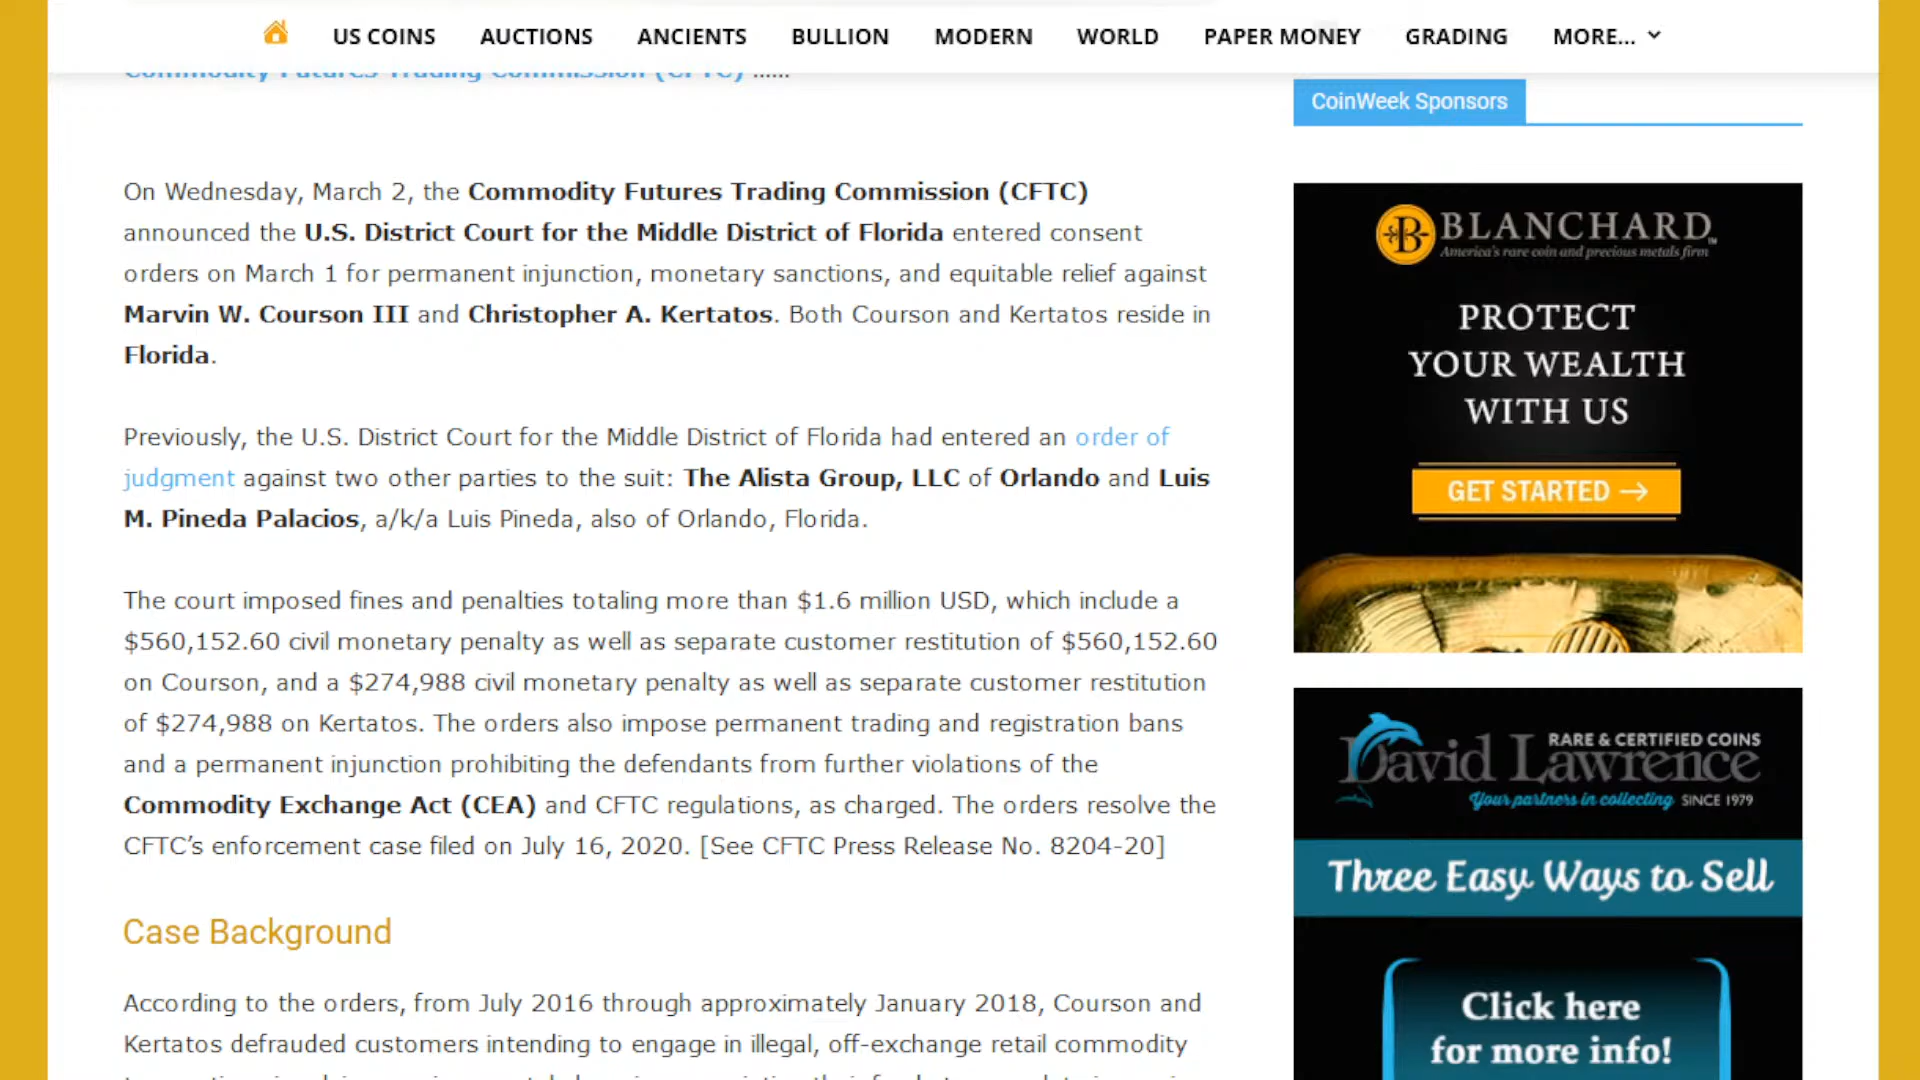 US COINS AUCTIONS ANCIENTS BULLION MODERN WORLD PAPER MONEY GRADING MORE...
Commodity Futures Trading Commission (CFTC) ......
On Wednesday, March 2, the Commodity Futures Trading Commission (CFTC)
announced the U.S. District Court for the Middle District of Florida entered consent
orders on March 1 for permanent injunction, monetary sanctions, and equitable relief against
Marvin W. Courson III and Christopher A. Kertatos. Both Courson and Kertatos reside in
Florida.
Previously, the U.S. District Court for the Middle District of Florida had entered an order of
judgment against two other parties to the suit: The Alista Group, LLC of Orlando and Luis
M. Pineda Palacios, a/k/a Luis Pineda, also of Orlando, Florida.
The court imposed fines and penalties totaling more than $1.6 million USD, which include a
$560,152.60 civil monetary penalty as well as separate customer restitution of $560,152.60
on Courson, and a $274,988 civil monetary penalty as well as separate customer restitution
of $274,988 on Kertatos. The orders also impose permanent trading and registration bans
and a permanent injunction prohibiting the defendants from further violations of the
Commodity Exchange Act (CEA) and CFTC regulations, as charged. The orders resolve the
CFTC’s enforcement case filed on July 16, 2020. [See CFTC Press Release No. 8204-20]
Case Background
According to the orders, from July 2016 through approximately January 2018, Courson and
Kertatos defrauded customers intending to engage in illegal, off-exchange retail commodity
CoinWeek Sponsors
B BLANCHARD™
America's rare coin and precious metals firm
PROTECT
YOUR WEALTH
WITH US
GET STARTED →
RARE & CERTIFIED COINS
David Lawrence
Your partners in collecting SINCE 1979
Three Easy Ways to Sell
Click here
for more info!